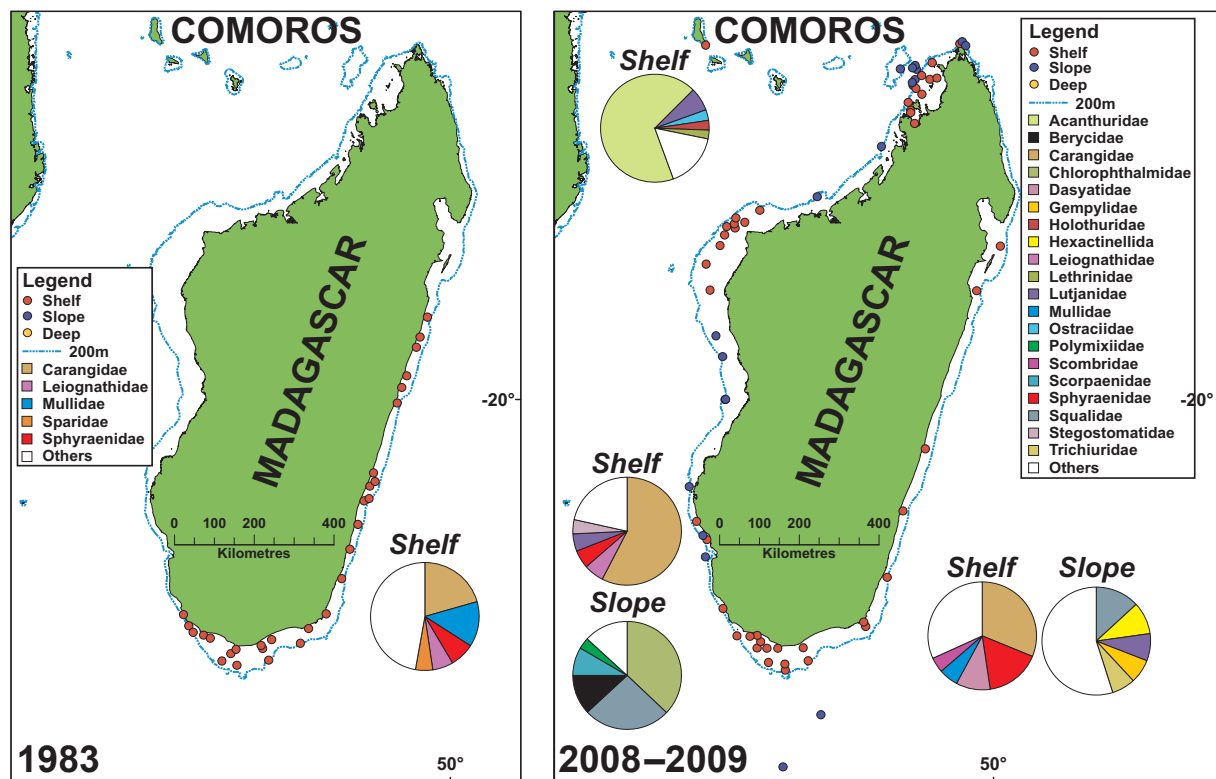 COMOROS
MADAGASCAR
Legend
Shelf
Slope
Deep
200m
Carangidae
Leiognathidae
Mullidae
Sparidae
Sphyraenidae
Others
-20°
0 100 200 400
Kilometres
Shelf
1983
50°
COMOROS
Shelf
MADAGASCAR
Legend
Shelf
Slope
Deep
200m
Acanthuridae
Berycidae
Carangidae
Chlorophthalmidae
Dasyatidae
Gempylidae
Holothuridae
Hexactinellida
Leiognathidae
Lethrinidae
Lutjanidae
Mullidae
Ostraciidae
Polymixiidae
Scombridae
Scorpaenidae
Sphyraenidae
Squalidae
Stegostomatidae
Trichiuridae
Others
-20°
Shelf
0 100 200 400
Kilometres
Slope
Shelf
Slope
2008–2009
50°